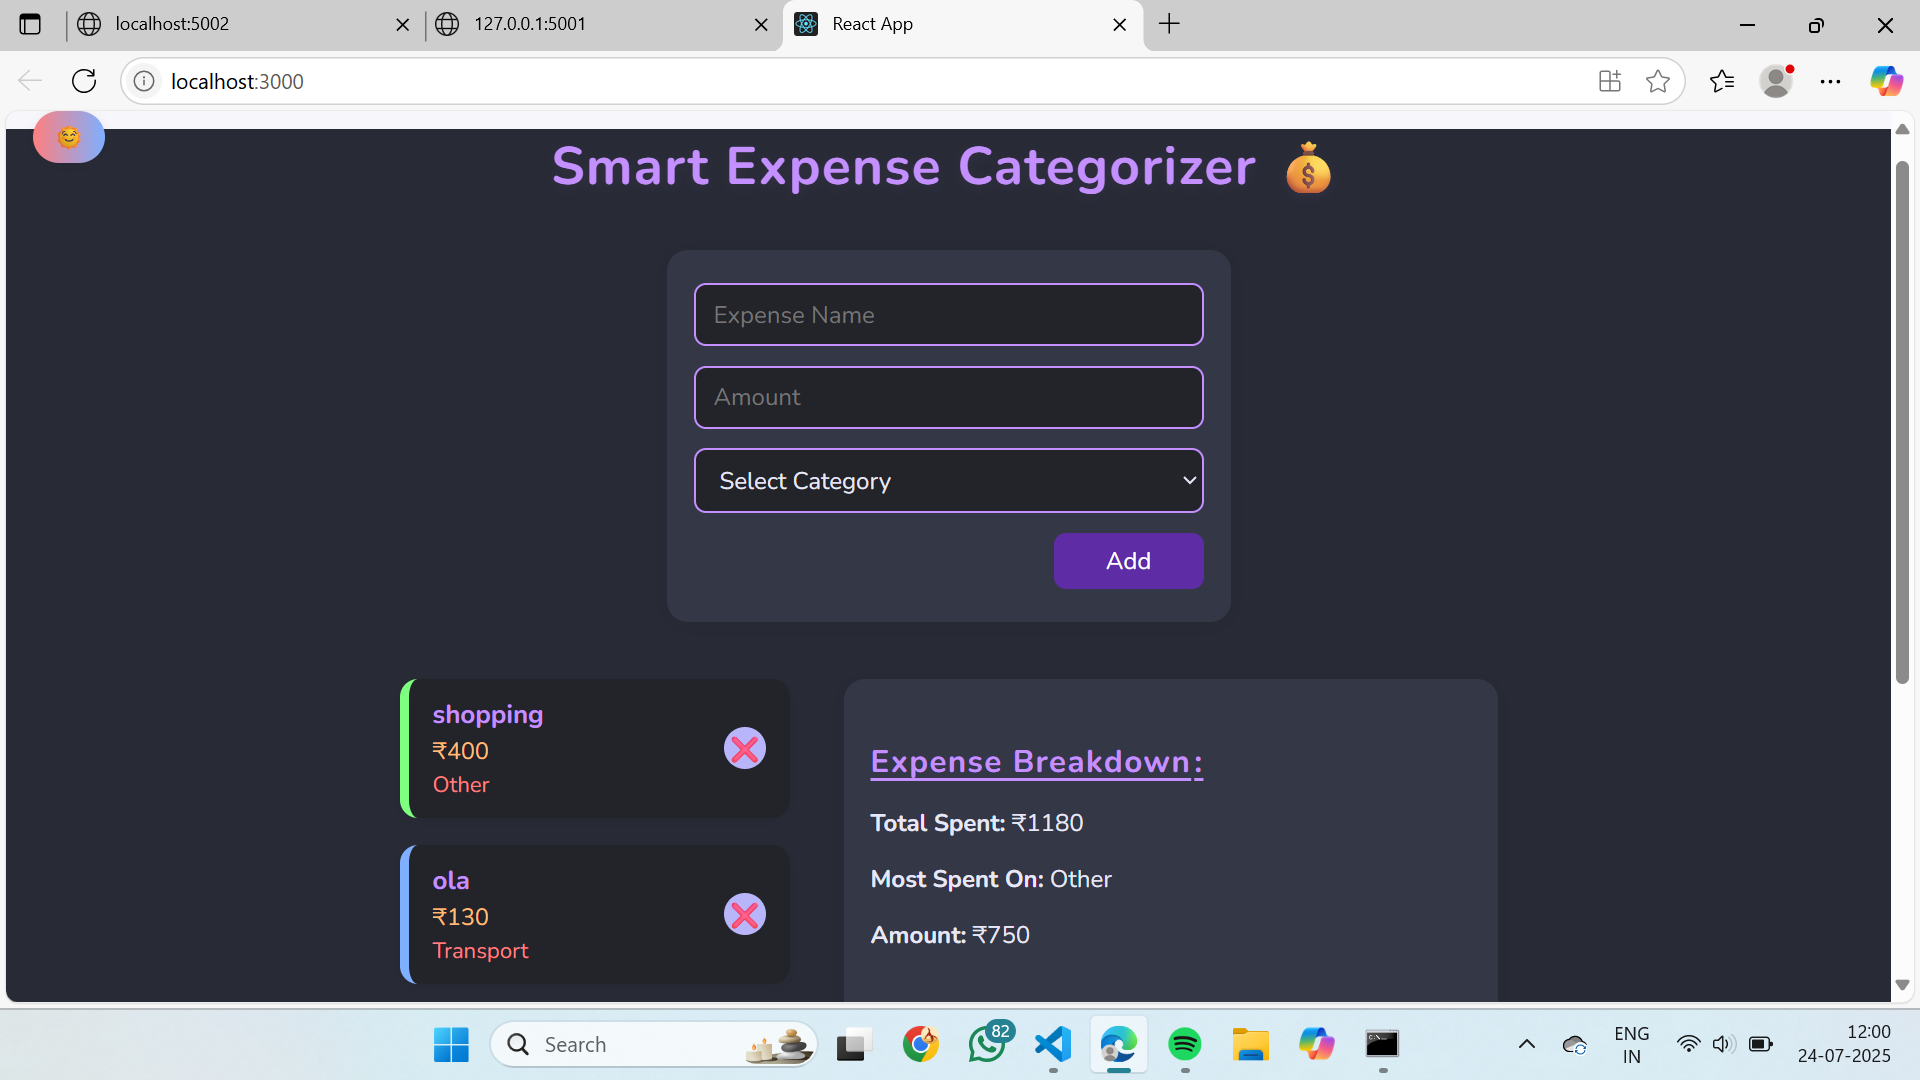 localhost:5002
127.0.0.1:5001
React App
localhost:3000
Smart Expense Categorizer 💰
Expense Name
Amount
Select Category
Add
shopping
₹400
Other
ola
₹130
Transport
Expense Breakdown:
Total Spent: ₹1180
Most Spent On: Other
Amount: ₹750
Search
82
ENG
IN
12:00
24-07-2025